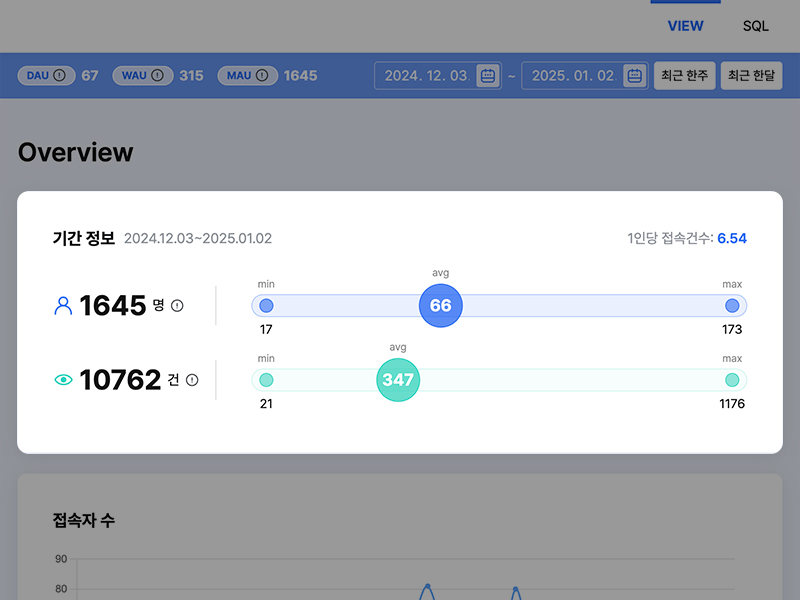 VIEW SQL
DAU 67 WAU 315 MAU 1645 2024. 12. 03. ~ 2025. 01. 02 최근 한주 최근 한달
Overview
기간 정보 2024.12.03~2025.01.02 1인당 접속건수: 6.54
avg
min max
1645 명 66
17 173
avg
min max
10762 건 347
21 1176
접속자 수
90
80